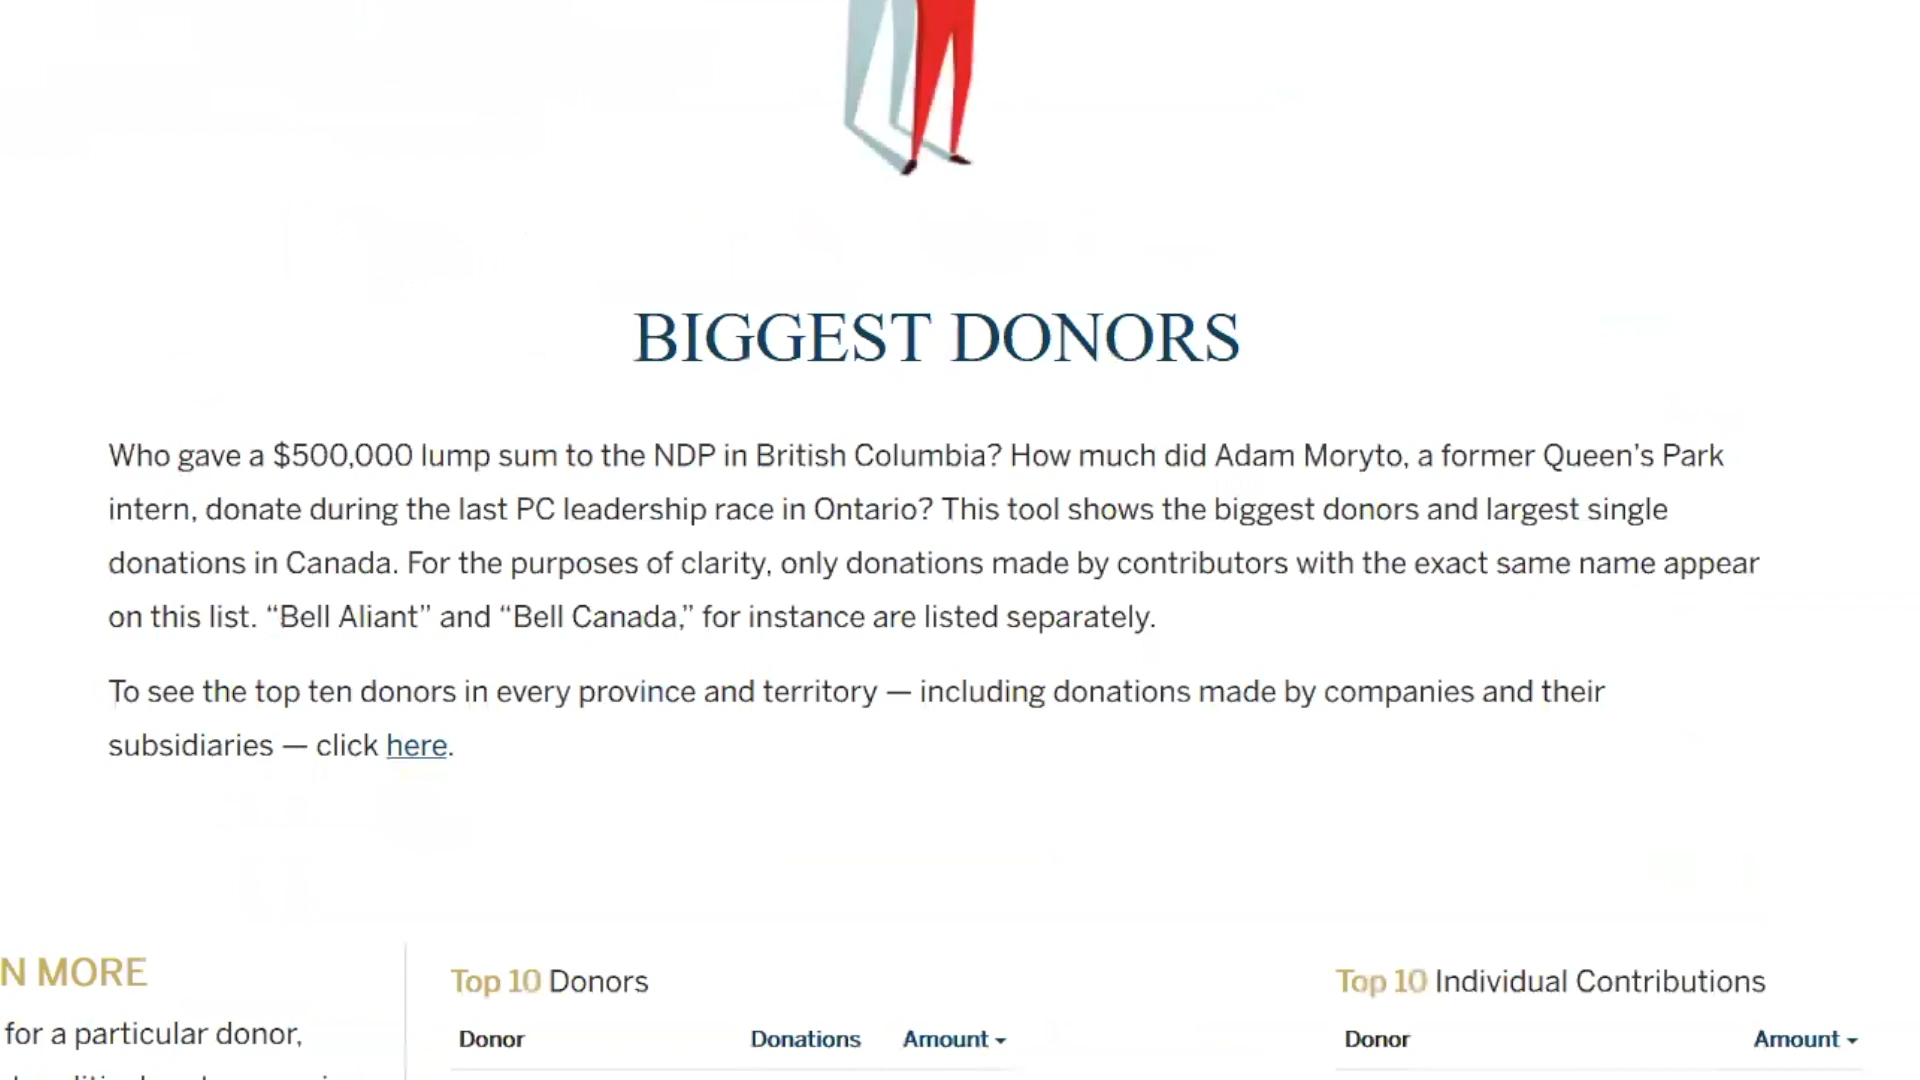 BIGGEST DONORS
Who gave a $500,000 lump sum to the NDP in British Columbia? How much did Adam Moryto, a former Queen’s Park
intern, donate during the last PC leadership race in Ontario? This tool shows the biggest donors and largest single
donations in Canada. For the purposes of clarity, only donations made by contributors with the exact same name appear
on this list. “Bell Aliant” and “Bell Canada,” for instance are listed separately.
To see the top ten donors in every province and territory — including donations made by companies and their
subsidiaries — click here.
N MORE
for a particular donor,
Top 10 Donors
Donor Donations Amount
Top 10 Individual Contributions
Donor Amount